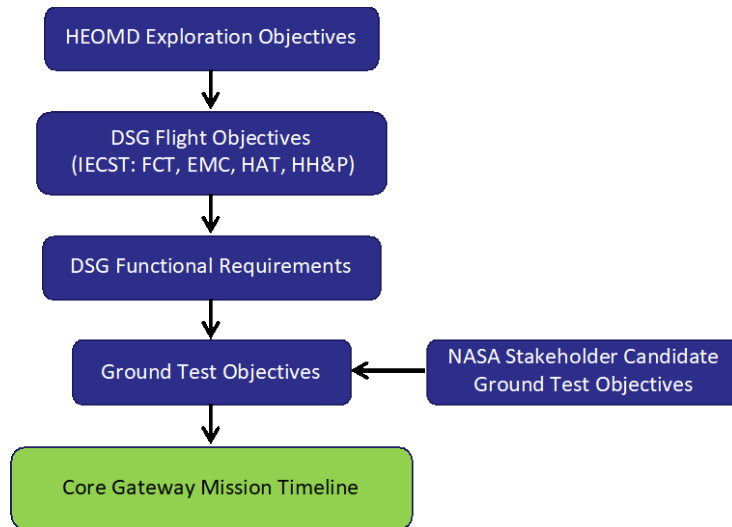 HEOMD Exploration Objectives
DSG Flight Objectives
(IECST: FCT, EMC, HAT, HH&P)
DSG Functional Requirements
Ground Test Objectives
NASA Stakeholder Candidate
Ground Test Objectives
Core Gateway Mission Timeline